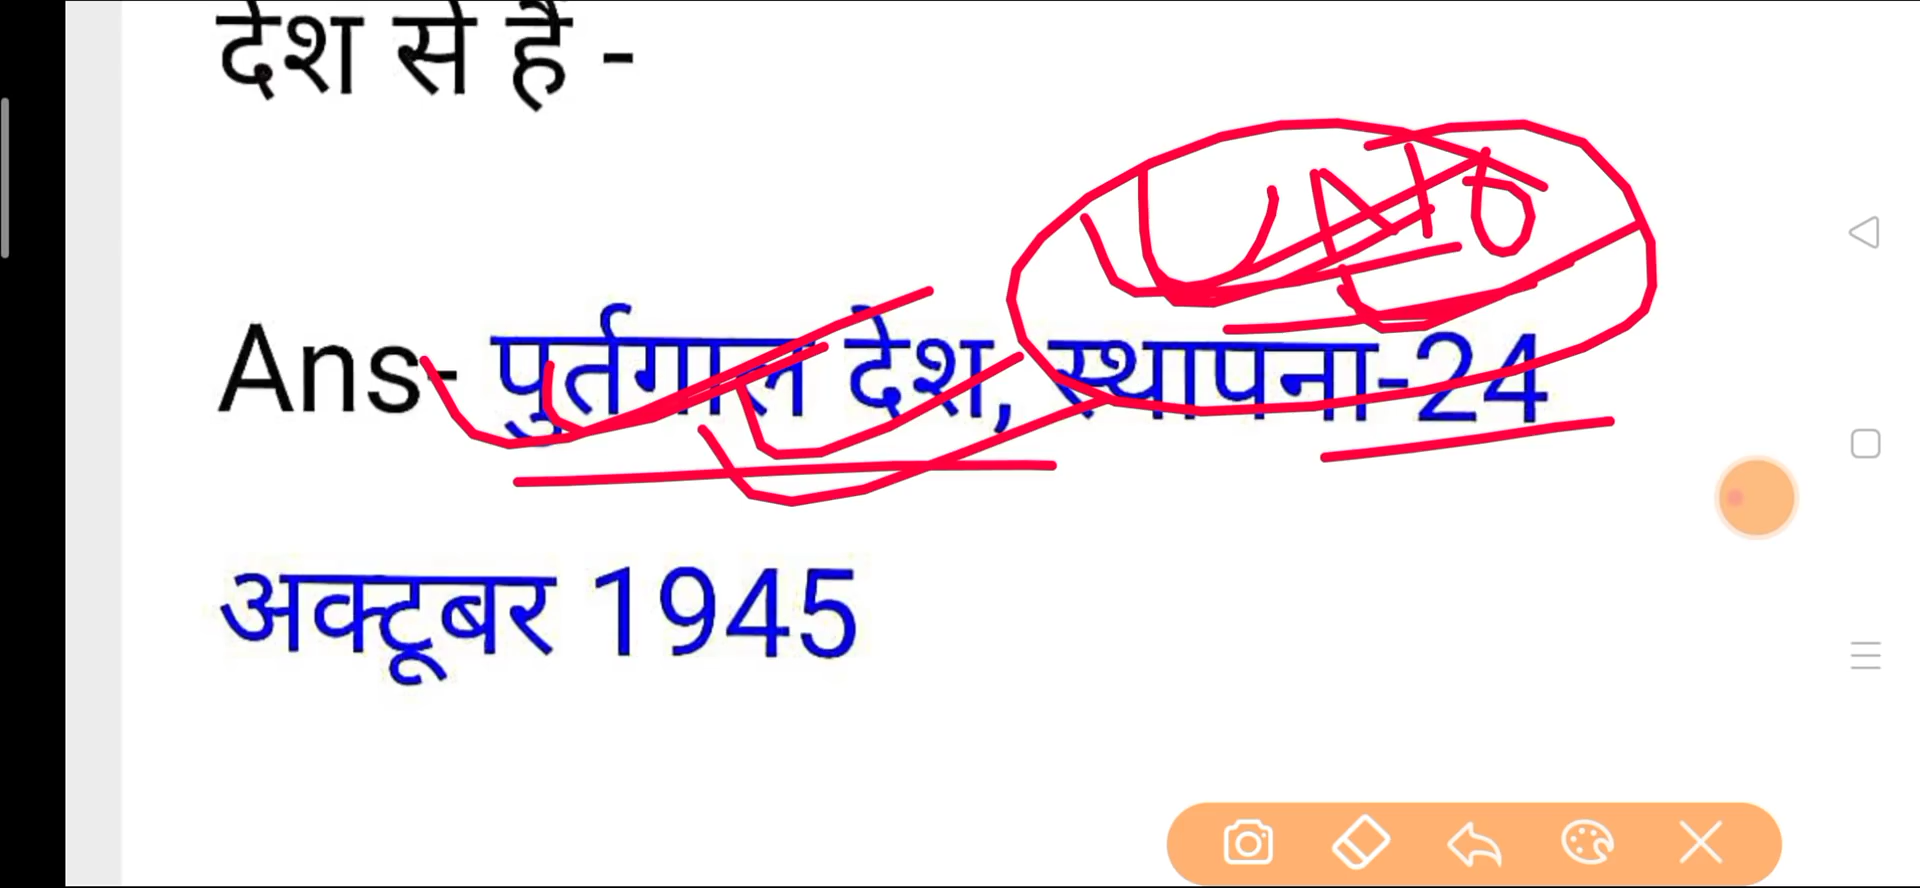 देश से है -
UNO
Ans- पुर्तगाल देश, स्थापना-24
अक्टूबर 1945